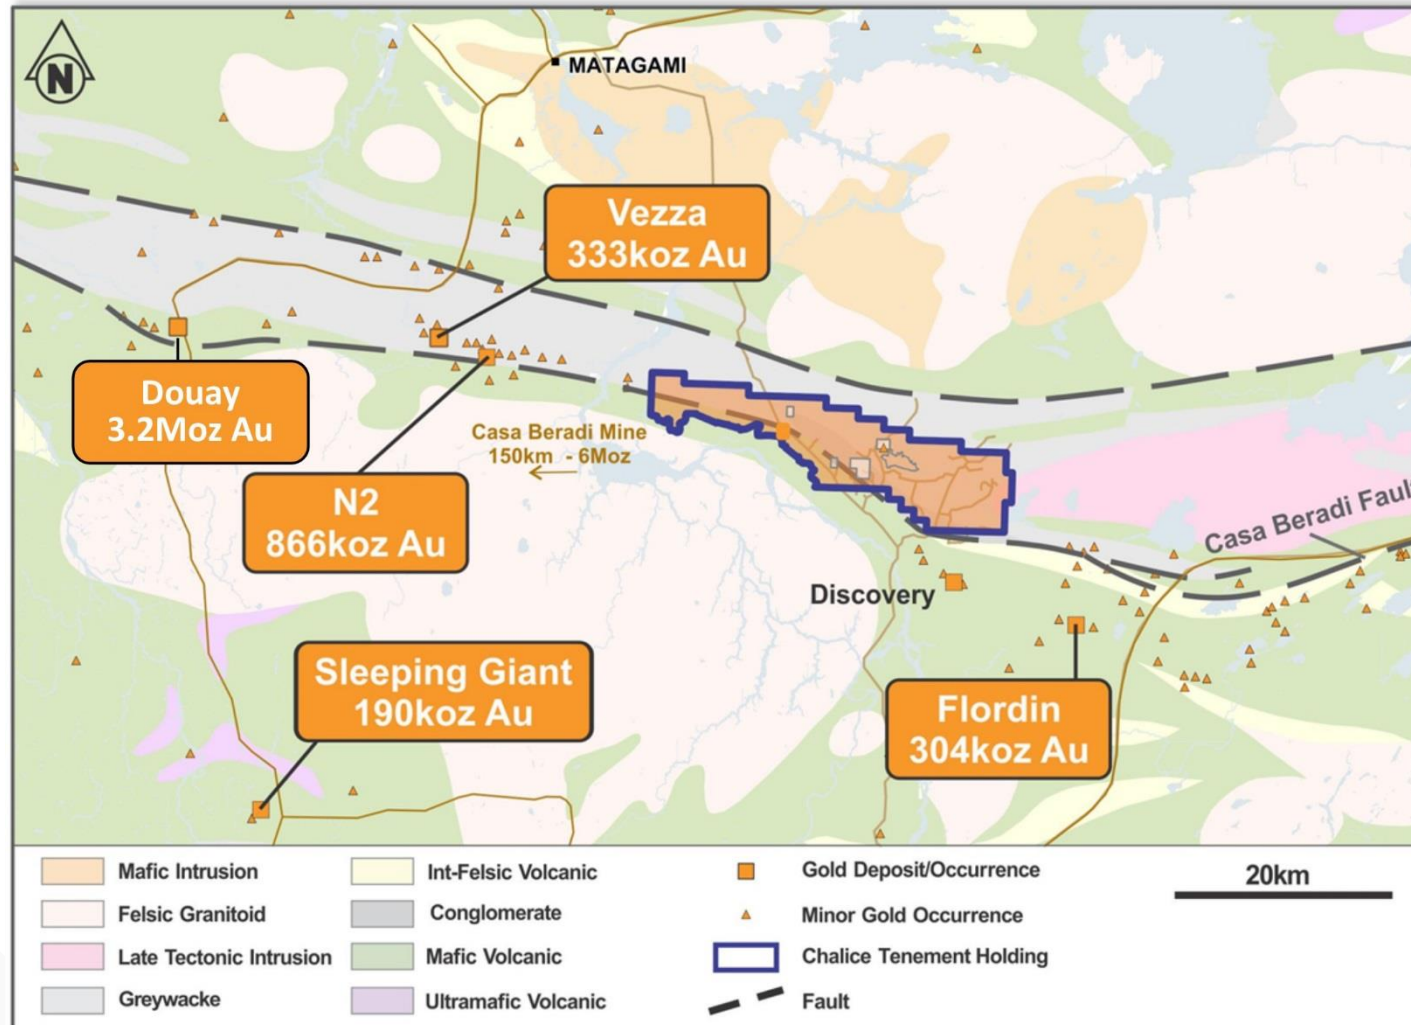 N
MATAGAMI
Vezza
333koz Au
Douay
3.2Moz Au
Casa Beradi Mine
150km - 6Moz
N2
866koz Au
Casa Beradi Fault
Discovery
Sleeping Giant
190koz Au
Flordin
304koz Au
Mafic Intrusion
Felsic Granitoid
Late Tectonic Intrusion
Greywacke
Int-Felsic Volcanic
Conglomerate
Mafic Volcanic
Ultramafic Volcanic
Gold Deposit/Occurrence
Minor Gold Occurrence
Chalice Tenement Holding
Fault
20km